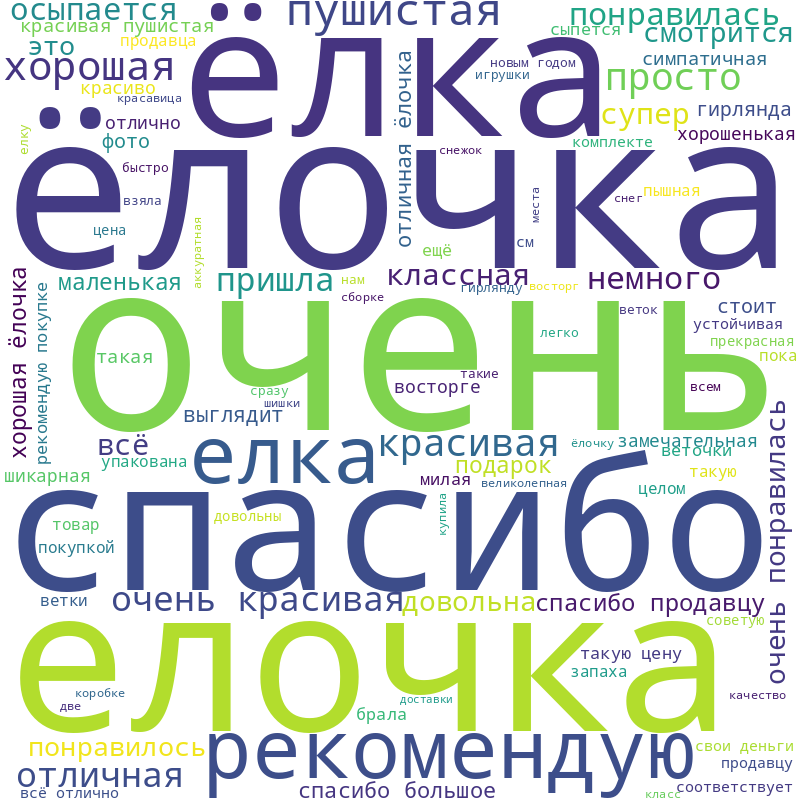 осыпается
пушистая
понравилась
красивая пушистая
ёлка
сыпется
смотрится
это
продавца
хорошая
новым годом
симпатичная
игрушки
просто
красиво
красавица
супер
гирлянда
отлично
отличная ёлочка
хорошенькая
фото
комплекте
ёлочка
елку
снежок
быстро
пышная
снег
взяла
места
цена
аккуратная
см
ещё
хорошая ёлочка
маленькая
пришла
нам
классная
восторг
немного
гирлянду
сборке
рекомендую покупке
очень
веток
стоит
устойчивая
легко
прекрасная
такая
пока
такие
восторге
всем
сразу
шишки
выглядит
всё
елка
красивая
ёлочку
замечательная
веточки
упакована
подарок
шикарная
милая
великолепная
такую
целом
спасибо
купила
довольны
товар
покупкой
очень понравилась
ветки
очень красивая
довольна
спасибо продавцу
елочка
советую
такую цену
запаха
коробке
две
доставки
качество
брала
понравилось
рекомендую
свои деньги
отличная
продавцу
всё отлично
спасибо большое
соответствует
класс